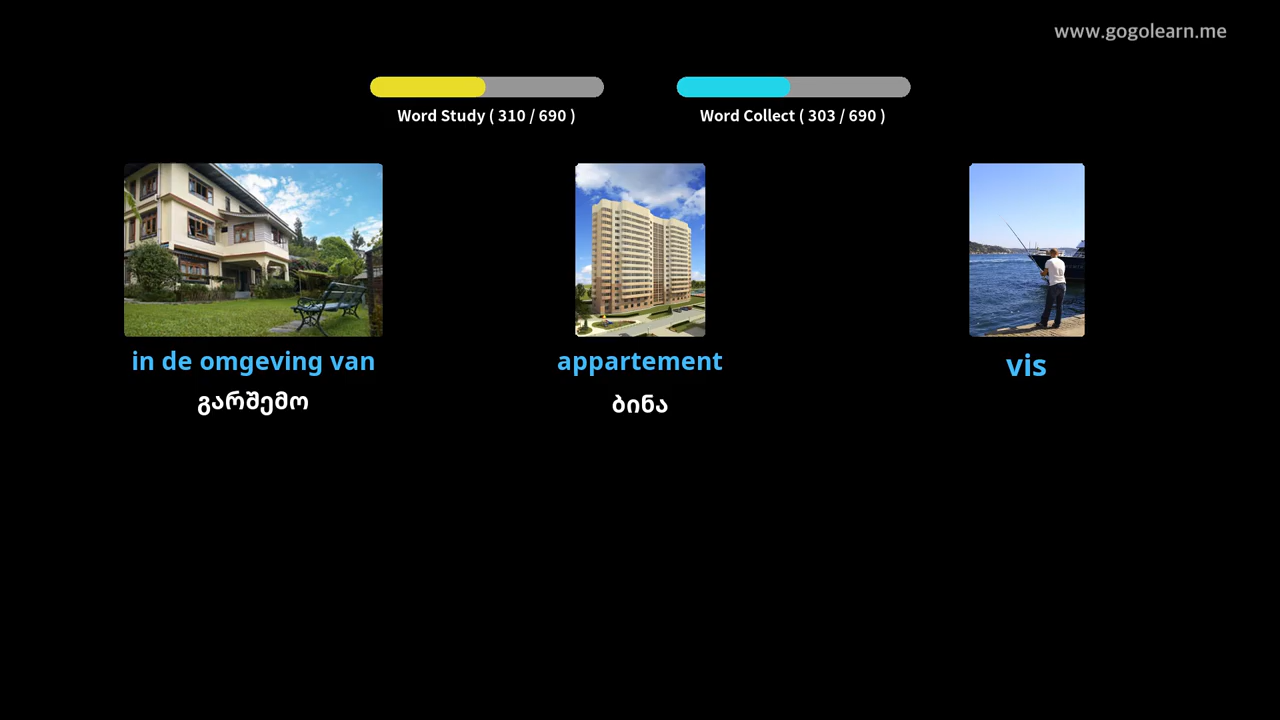 www.gogolearn.me
Word Study ( 310 / 690 )
Word Collect ( 303 / 690 )
in de omgeving van
გარშემო
appartement
ბინა
vis